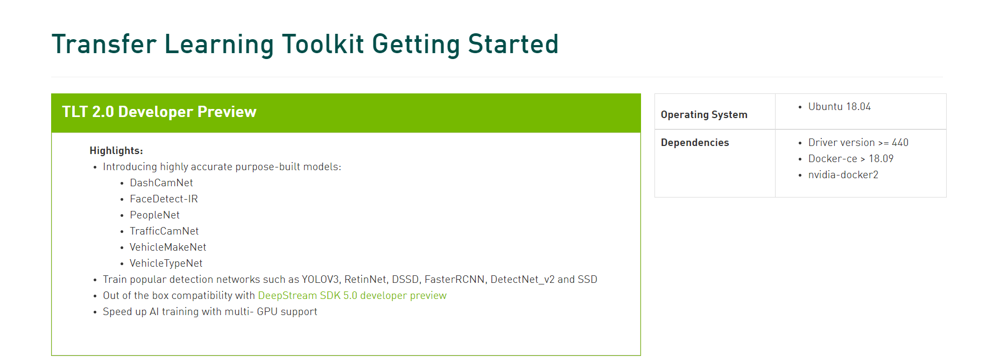 Transfer Learning Toolkit Getting Started
TLT 2.0 Developer Preview
Highlights:
• Introducing highly accurate purpose-built models:
• DashCamNet
• FaceDetect-IR
• PeopleNet
• TrafficCamNet
• VehicleMakeNet
• VehicleTypeNet
• Train popular detection networks such as YOLOV3, RetinNet, DSSD, FasterRCNN, DetectNet_v2 and SSD
• Out of the box compatibility with DeepStream SDK 5.0 developer preview
• Speed up AI training with multi- GPU support
Operating System
• Ubuntu 18.04
Dependencies
• Driver version >= 440
• Docker-ce > 18.09
• nvidia-docker2